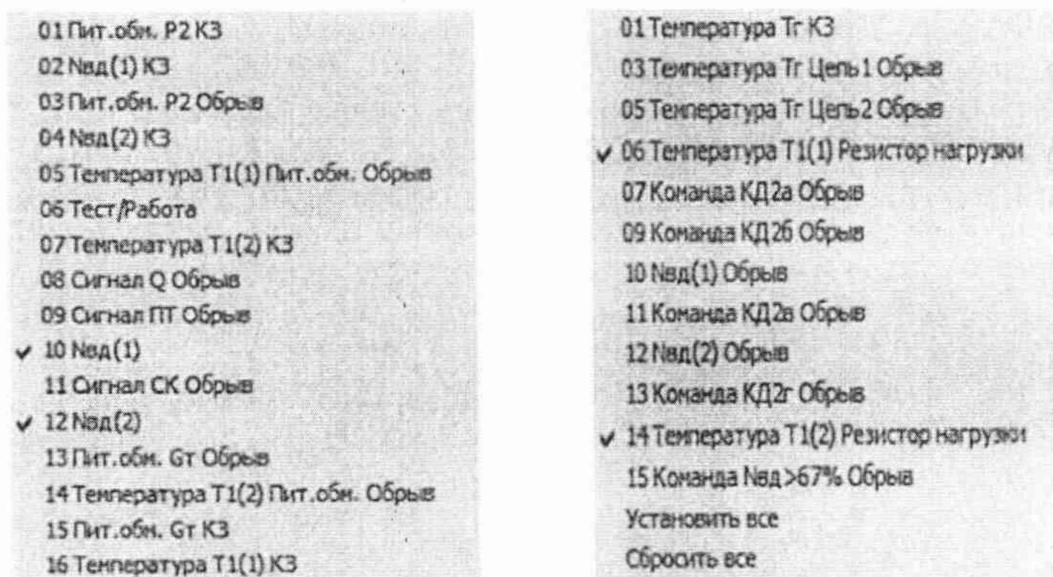 01 Пит.обм. Р2 КЗ
02 Nвд(1) КЗ
03 Пит.обм. Р2 Обрыв
04 Nвд(2) КЗ
05 Температура Т1(1) Пит.обм. Обрыв
06 Тест/Работа
07 Температура Т1(2) КЗ
08 Сигнал Q Обрыв
09 Сигнал ПТ Обрыв
✓ 10 Nвд(1)
11 Сигнал СК Обрыв
✓ 12 Nвд(2)
13 Пит.обм. Gт Обрыв
14 Температура Т1(2) Пит.обм. Обрыв
15 Пит.обм. Gт КЗ
16 Температура Т1(1) КЗ
01 Температура Тг КЗ
03 Температура Тг Цепь1 Обрыв
05 Температура Тг Цепь2 Обрыв
✓ 06 Температура Т1(1) Резистор нагрузки
07 Команда КД2а Обрыв
09 Команда КД2б Обрыв
10 Nвд(1) Обрыв
11 Команда КД2в Обрыв
12 Nвд(2) Обрыв
13 Команда КД2г Обрыв
✓ 14 Температура Т1(2) Резистор нагрузки
15 Команда Nвд>67% Обрыв
Установить все
Сбросить все